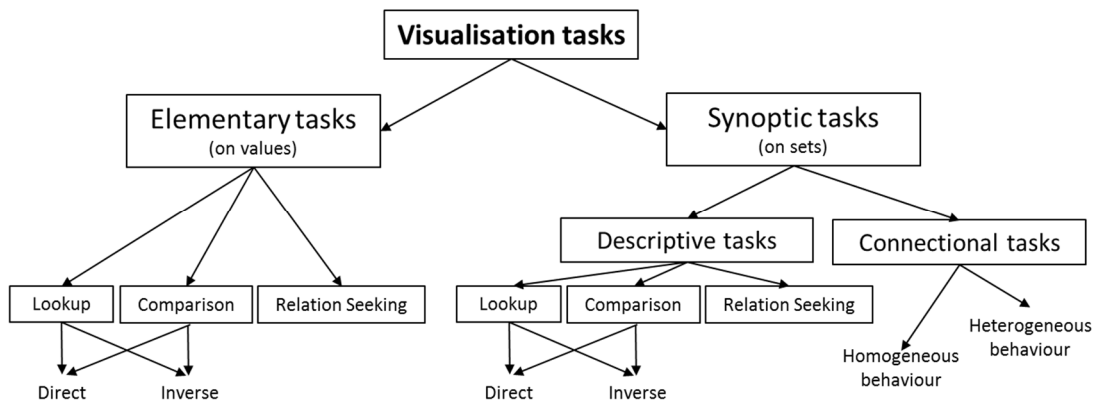 Visualisation tasks
Elementary tasks
(on values)
Synoptic tasks
(on sets)
Descriptive tasks
Connectional tasks
Lookup
Comparison
Relation Seeking
Lookup
Comparison
Relation Seeking
Heterogeneous
behaviour
Homogeneous
behaviour
Direct
Inverse
Direct
Inverse